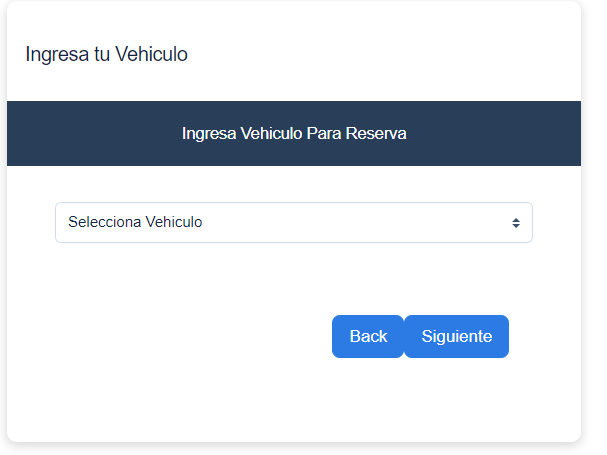 Ingresa tu Vehiculo
Ingresa Vehiculo Para Reserva
Selecciona Vehiculo
Back Siguiente